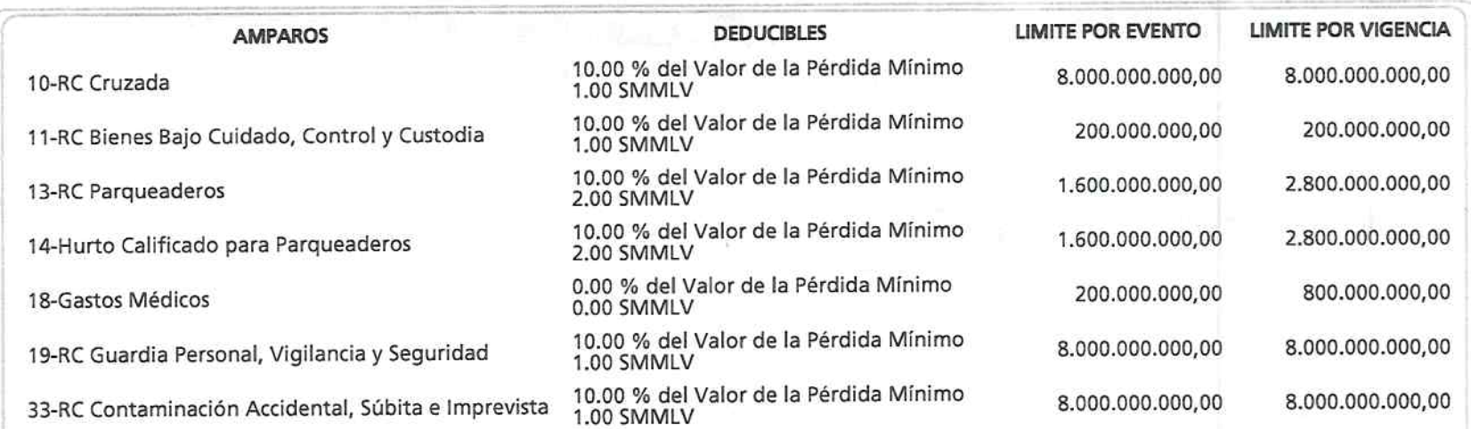 AMPAROS DEDUCIBLES LIMITE POR EVENTO LIMITE POR VIGENCIA
10-RC Cruzada 10.00 % del Valor de la Pérdida Mínimo 8.000.000.000,00 8.000.000.000,00
1.00 SMMLV
11-RC Bienes Bajo Cuidado, Control y Custodia 10.00 % del Valor de la Pérdida Mínimo 200.000.000,00 200.000.000,00
1.00 SMMLV
13-RC Parqueaderos 10.00 % del Valor de la Pérdida Mínimo 1.600.000.000,00 2.800.000.000,00
2.00 SMMLV
14-Hurto Calificado para Parqueaderos 10.00 % del Valor de la Pérdida Mínimo 1.600.000.000,00 2.800.000.000,00
2.00 SMMLV
18-Gastos Médicos 0.00 % del Valor de la Pérdida Mínimo 200.000.000,00 800.000.000,00
0.00 SMMLV
19-RC Guardia Personal, Vigilancia y Seguridad 10.00 % del Valor de la Pérdida Mínimo 8.000.000.000,00 8.000.000.000,00
1.00 SMMLV
33-RC Contaminación Accidental, Súbita e Imprevista 10.00 % del Valor de la Pérdida Mínimo 8.000.000.000,00 8.000.000.000,00
1.00 SMMLV